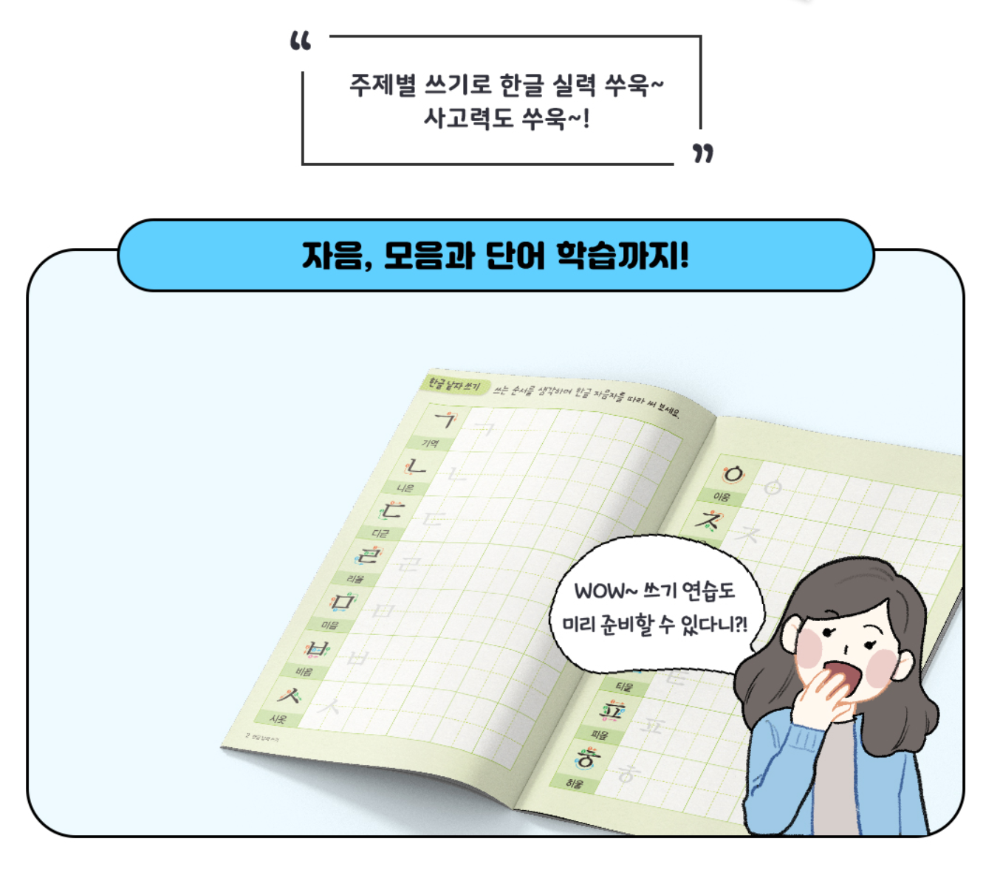 “
주제별 쓰기로 한글 실력 쑤욱~
사고력도 쑤욱~!
”
자음, 모음과 단어 학습까지!
한글 낱자 쓰기
쓰는 순서를 생각하며 한글 자음자를 따라 써 보세요.
ㄱ ㄱ
기역
ㄴ ㄴ
니은
ㄷ ㄷ
디귿
ㄹ ㄹ
리을
ㅁ ㅁ
미음
ㅂ ㅂ
비읍
ㅅ ㅅ
시옷
2 한글 낱자 쓰기
ㅇ ㅇ
이응
ㅈ ㅈ
WOW~ 쓰기 연습도
미리 준비할 수 있다니?!
ㅌ
티읕
ㅍ ㅍ
피읖
ㅎ ㅎ
히읗